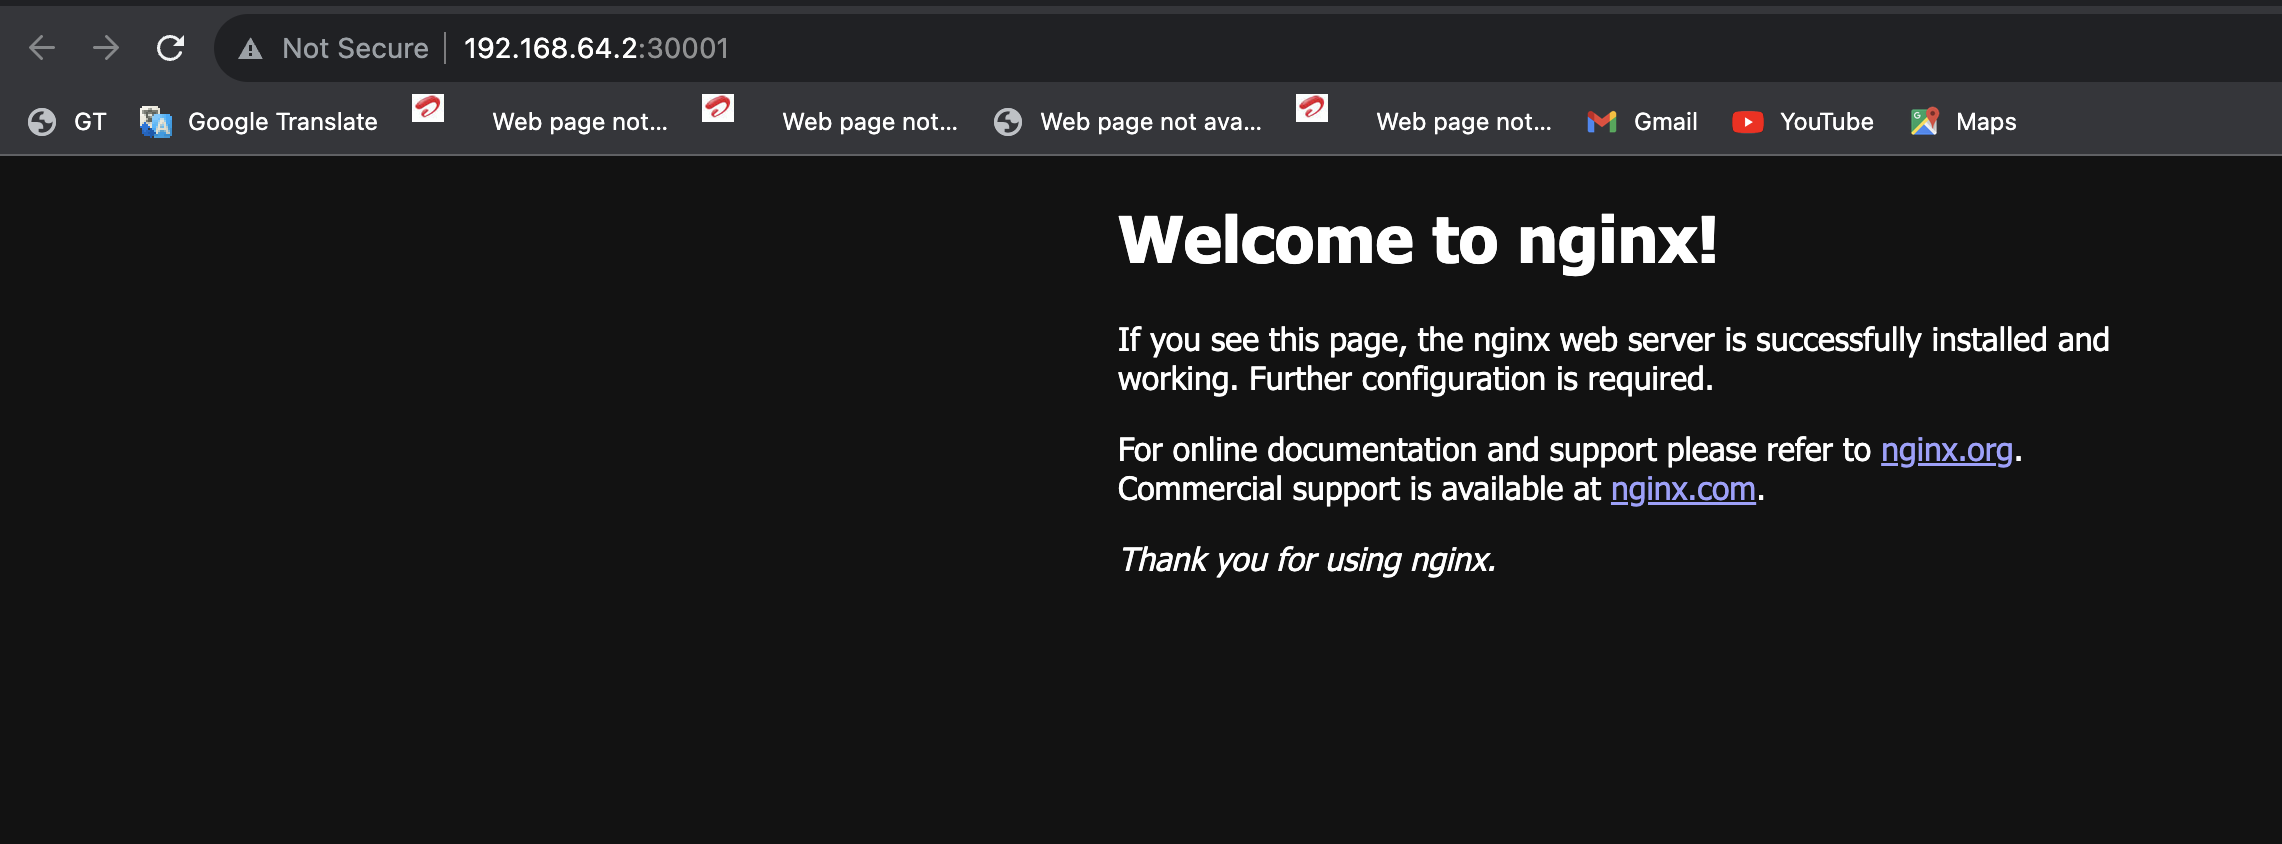 Not Secure | 192.168.64.2:30001
GT Google Translate Web page not... Web page not... Web page not ava... Web page not... Gmail YouTube Maps
Welcome to nginx!
If you see this page, the nginx web server is successfully installed and
working. Further configuration is required.
For online documentation and support please refer to nginx.org.
Commercial support is available at nginx.com.
Thank you for using nginx.